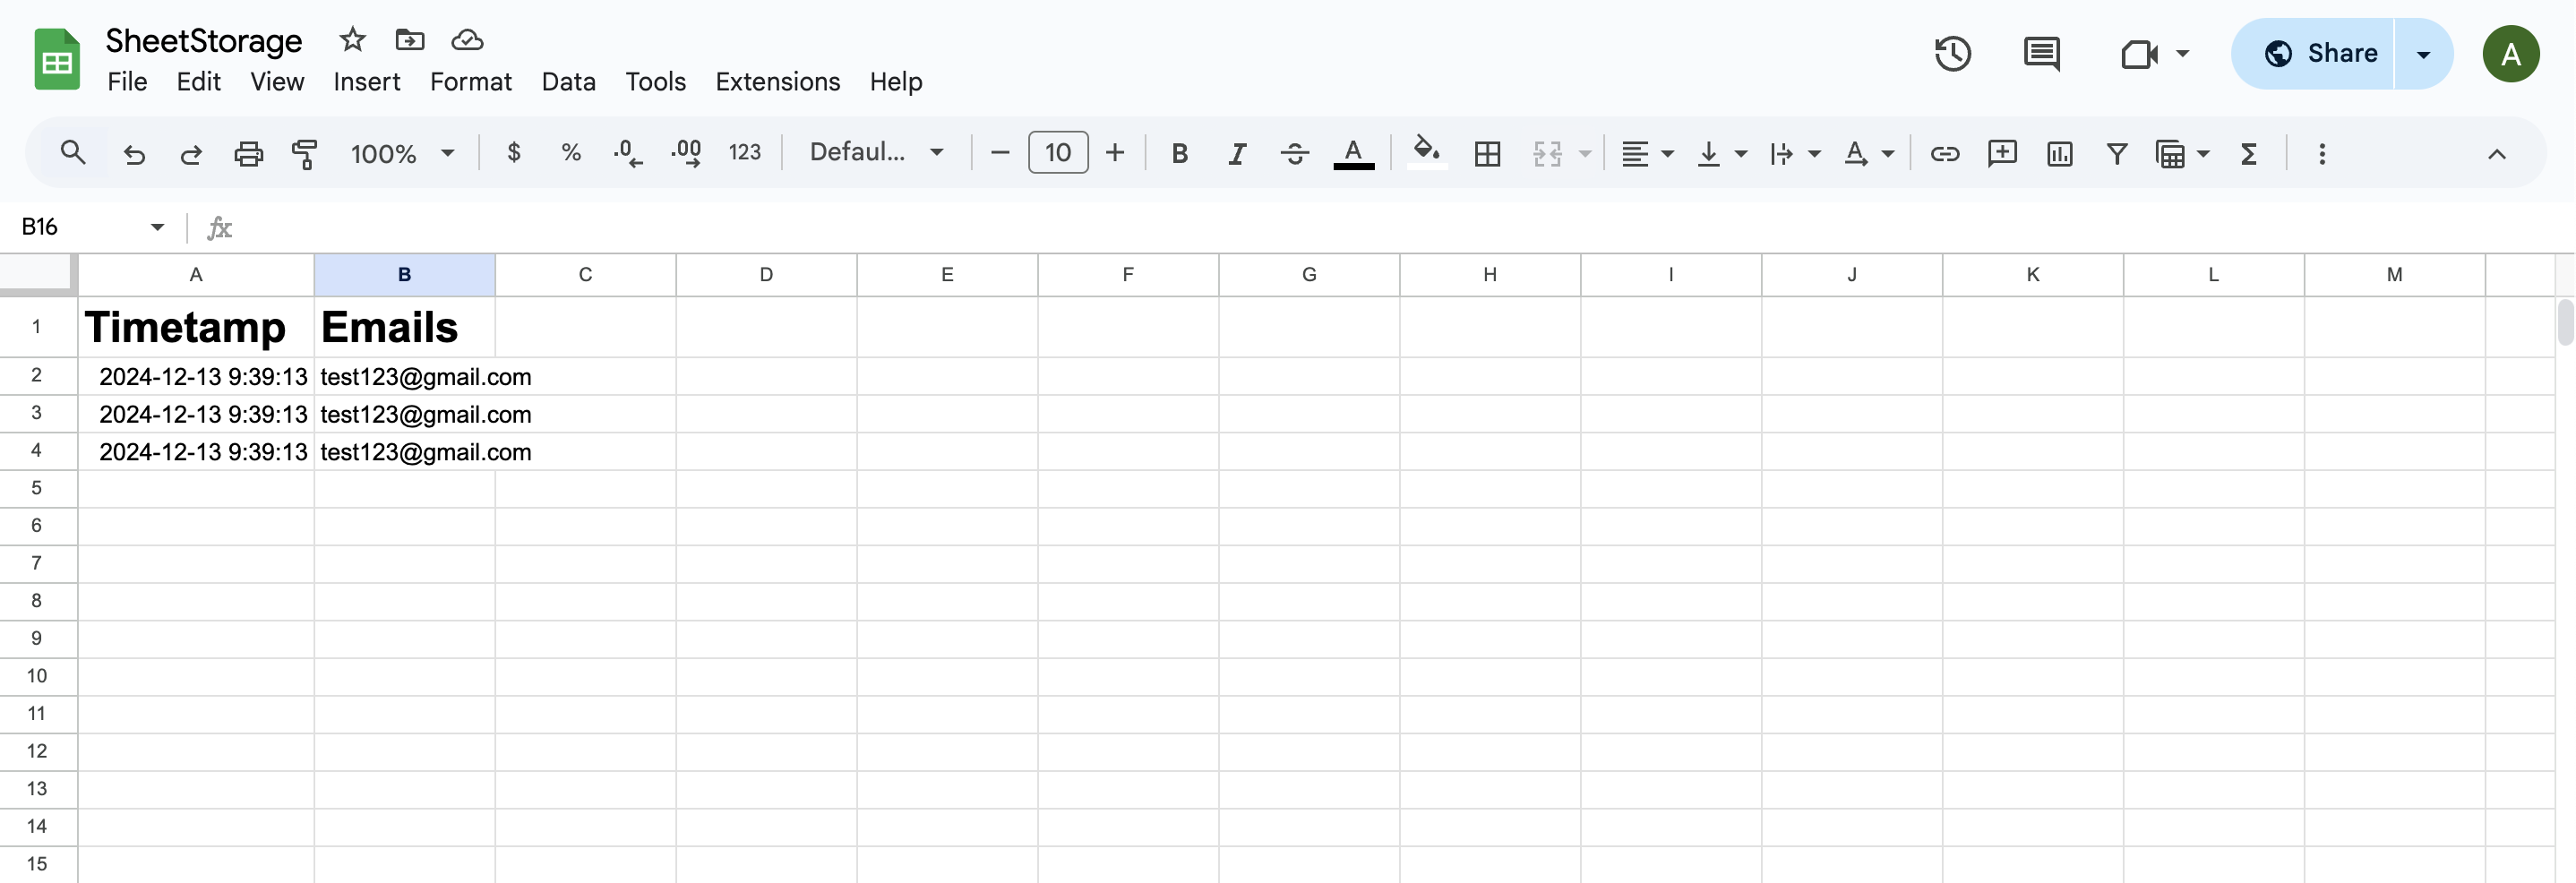 SheetStorage
File Edit View Insert Format Data Tools Extensions Help
Share
A
100% $ % .0 .00 123 Defaul... 10 B I A A Σ
B16 fx
A B C D E F G H I J K L M
1 Timetamp Emails
2 2024-12-13 9:39:13 test123@gmail.com
3 2024-12-13 9:39:13 test123@gmail.com
4 2024-12-13 9:39:13 test123@gmail.com
5
6
7
8
9
10
11
12
13
14
15